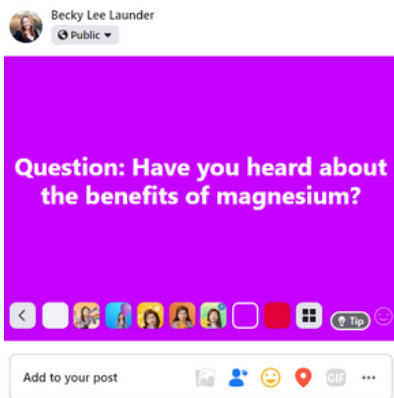 Becky Lee Launder
Public
Question: Have you heard about
the benefits of magnesium?
Tip
Add to your post
GIF